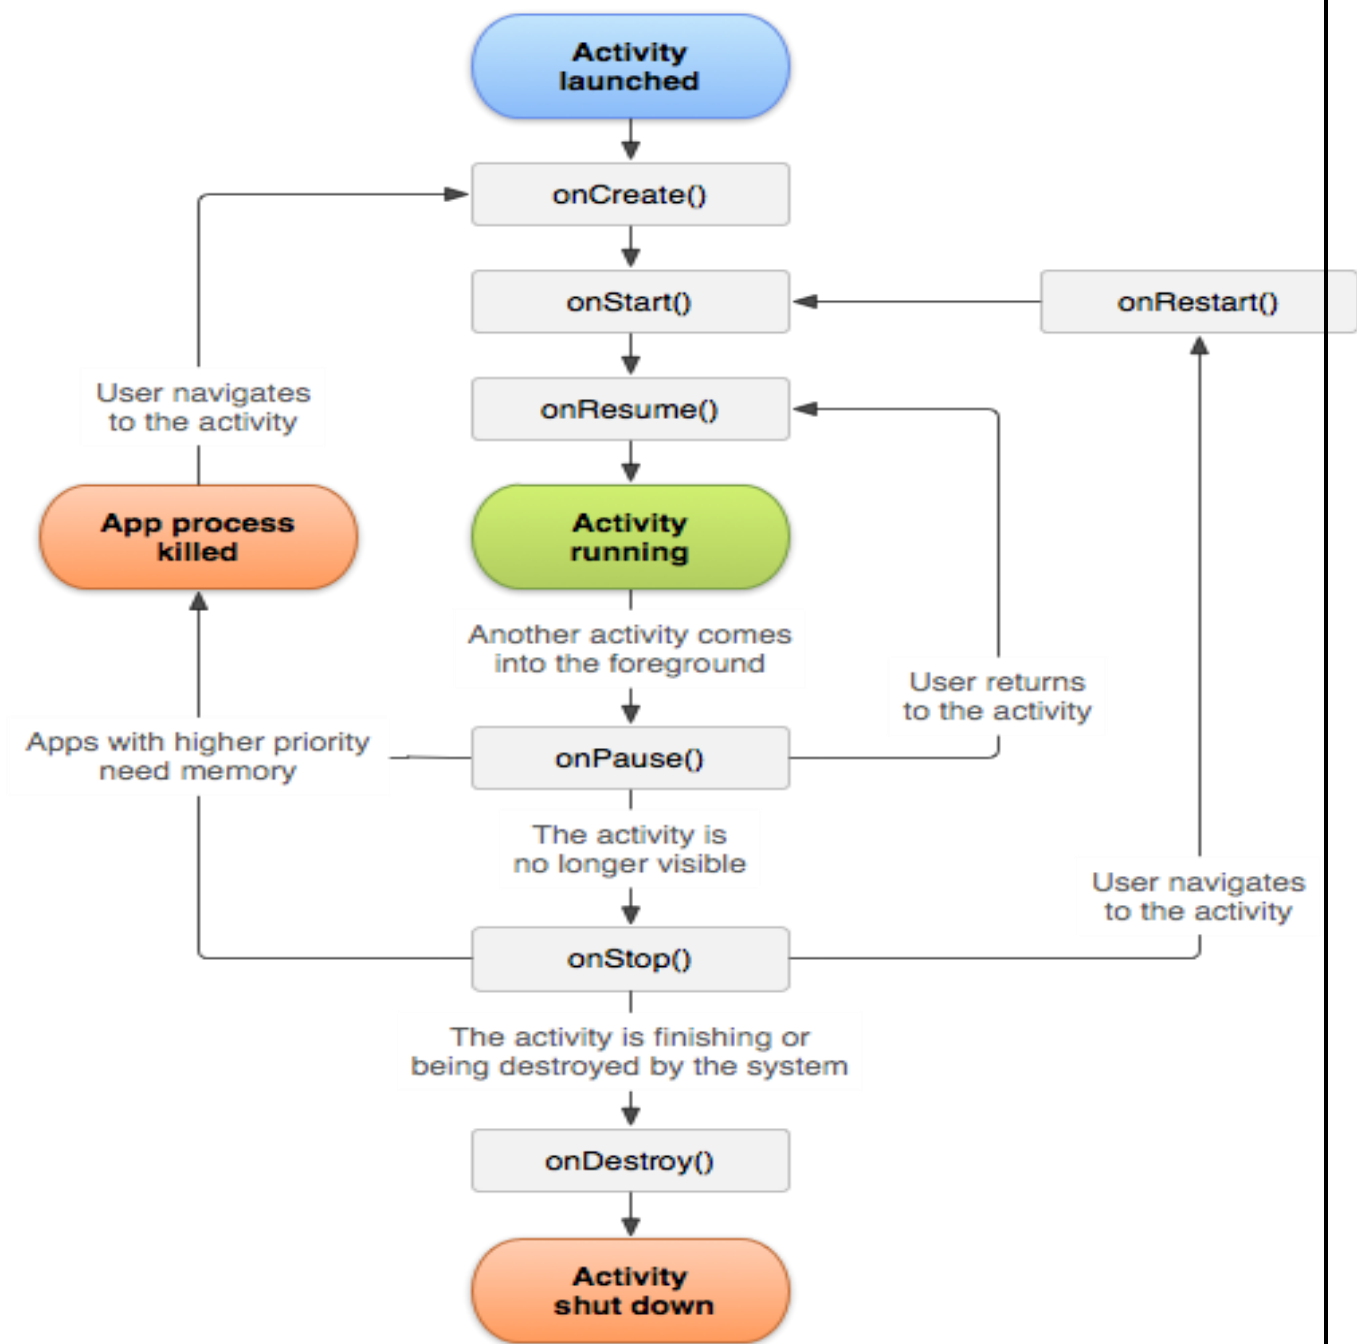 Activity
launched
onCreate()
onStart()
onRestart()
User navigates
to the activity
onResume()
App process
killed
Activity
running
Another activity comes
into the foreground
User returns
to the activity
Apps with higher priority
need memory
onPause()
The activity is
no longer visible
User navigates
to the activity
onStop()
The activity is finishing or
being destroyed by the system
onDestroy()
Activity
shut down